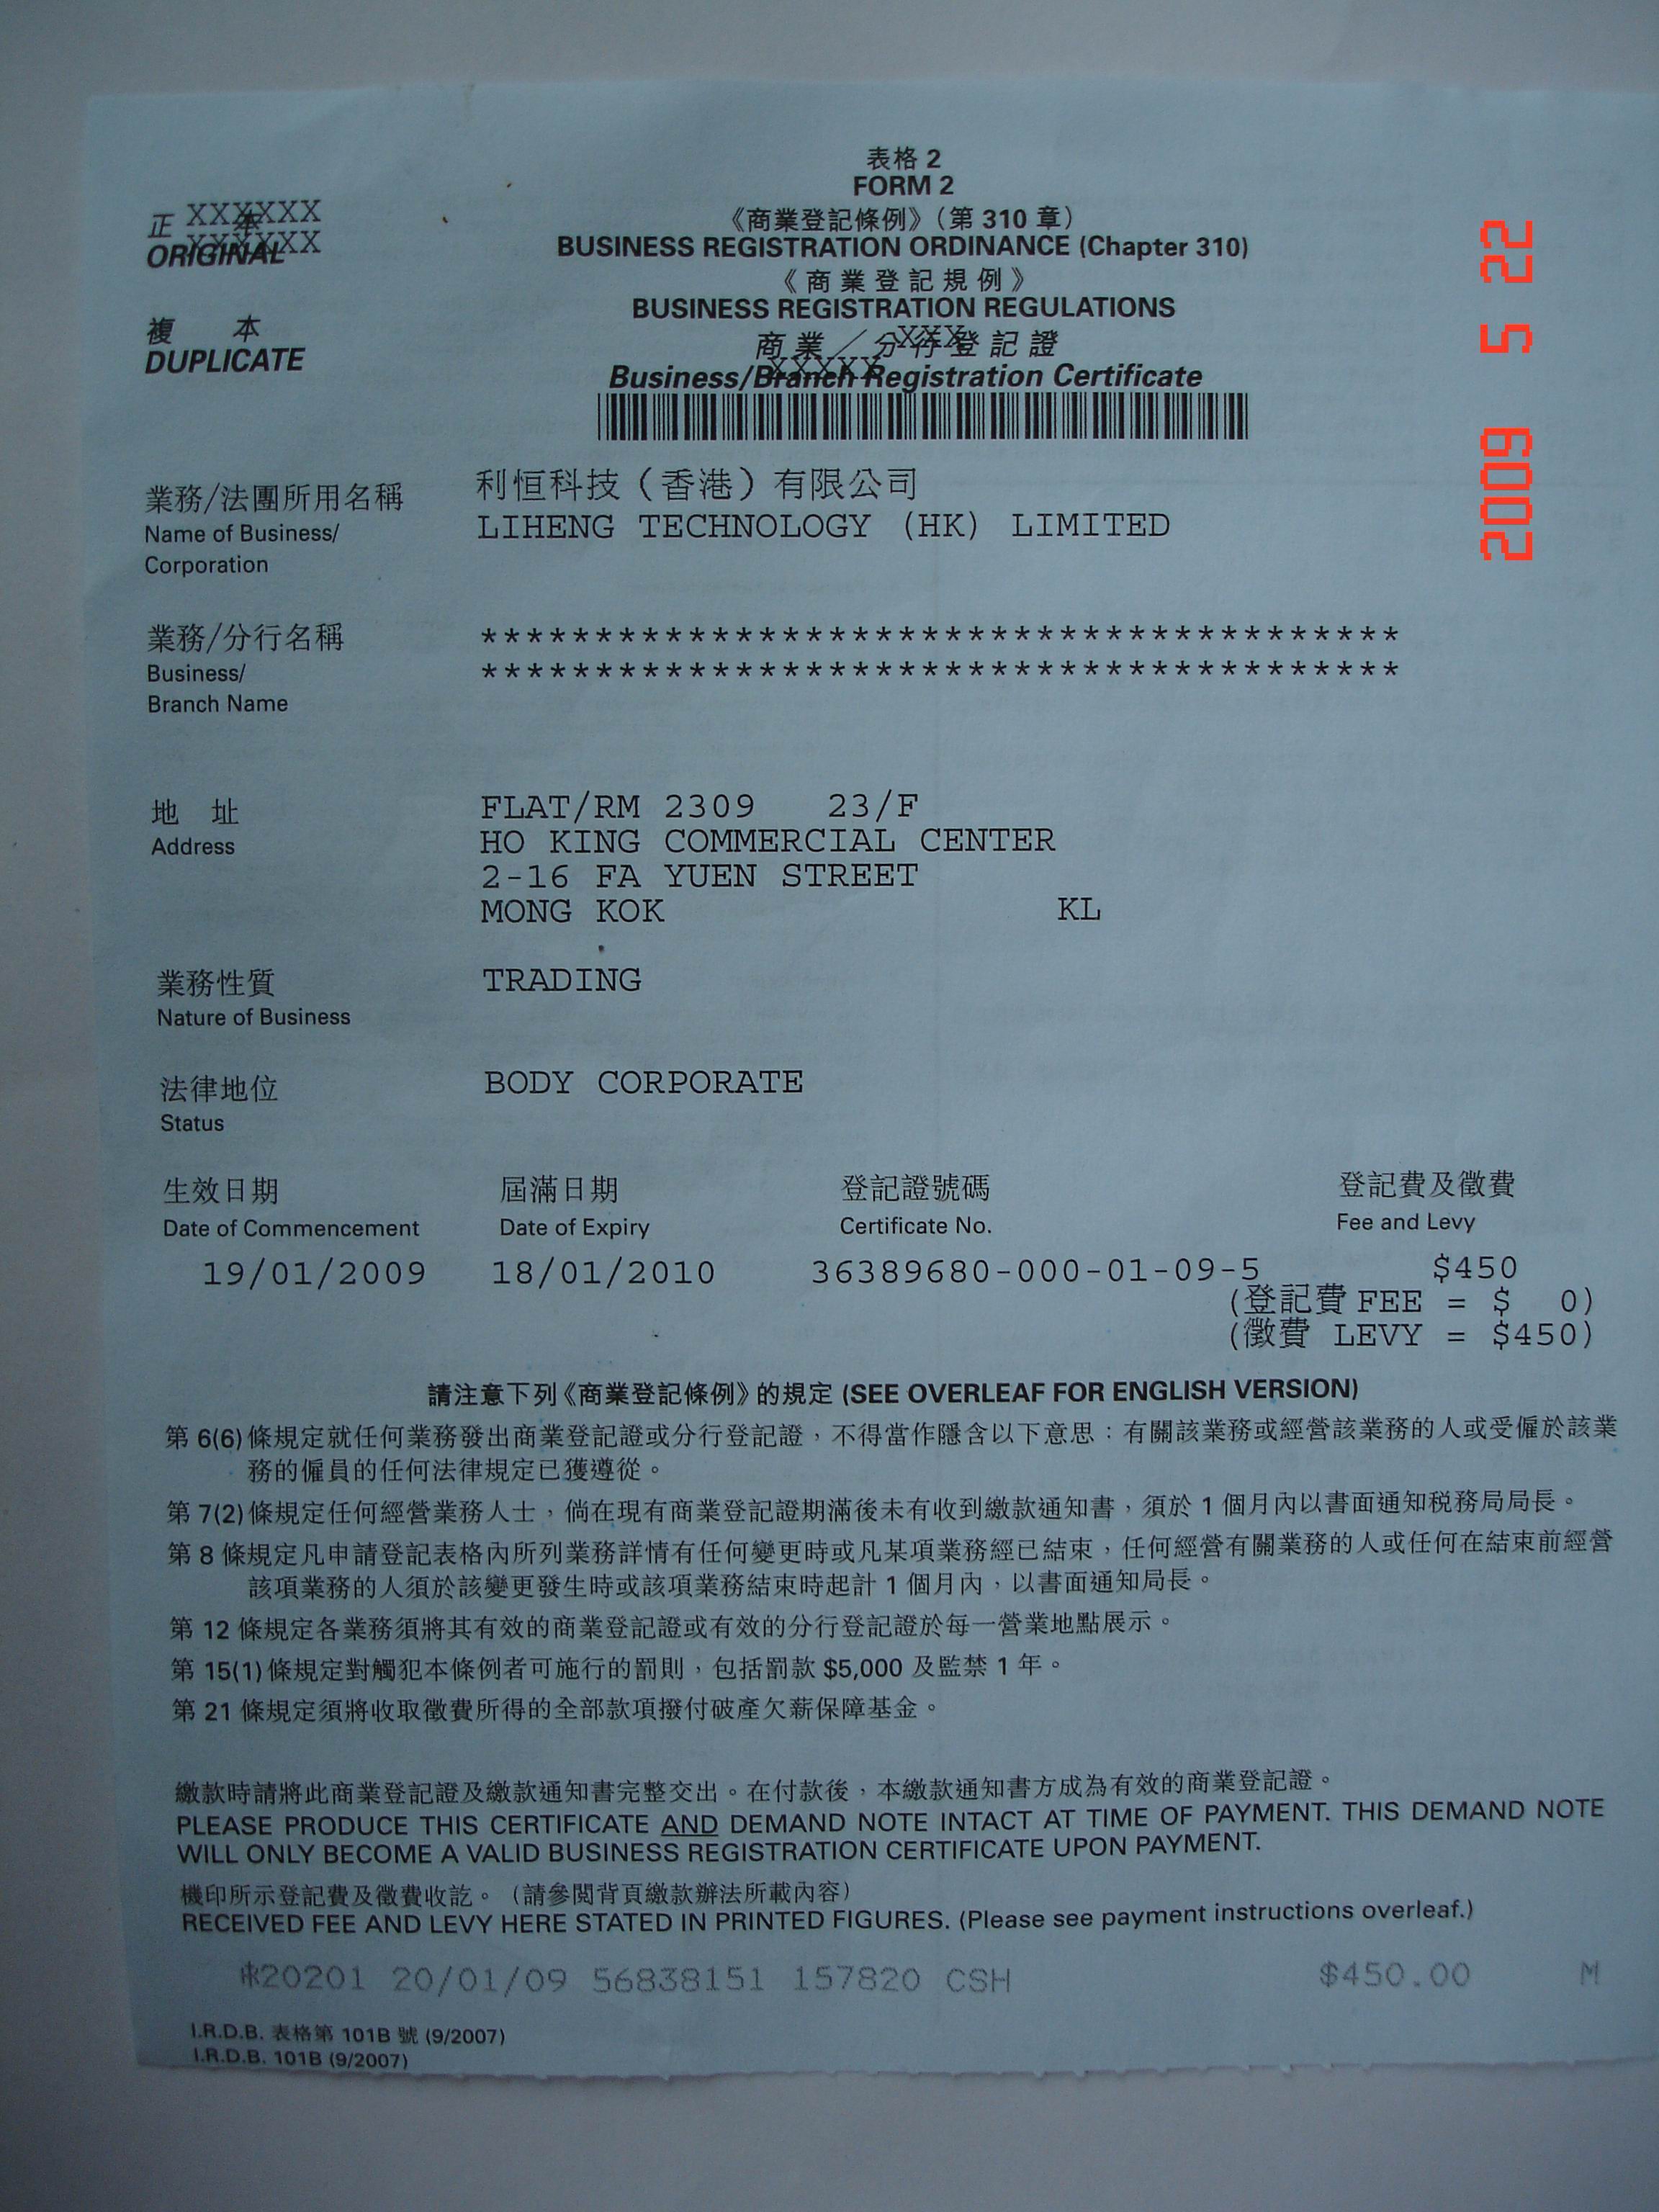 表格 2
FORM 2
《商業登記條例》（第 310 章）
BUSINESS REGISTRATION ORDINANCE (Chapter 310)
《商業登記規例》
BUSINESS REGISTRATION REGULATIONS
商業／分行登記證
XXX
Business/Branch Registration Certificate
XXXXX
正 本
XXXXXX
ORIGINAL
XXXXXX
複 本
DUPLICATE
2009 5 22
業務/法團所用名稱 利恒科技（香港）有限公司
Name of Business/ LIHENG TECHNOLOGY (HK) LIMITED
Corporation
業務/分行名稱 ****************************************
Business/ ****************************************
Branch Name
地 址 FLAT/RM 2309 23/F
Address HO KING COMMERCIAL CENTER
2-16 FA YUEN STREET
MONG KOK KL
業務性質 TRADING
Nature of Business
法律地位 BODY CORPORATE
Status
生效日期 屆滿日期 登記證號碼 登記費及徵費
Date of Commencement Date of Expiry Certificate No. Fee and Levy
19/01/2009 18/01/2010 36389680-000-01-09-5 $450
(登記費 FEE = $ 0)
(徵費 LEVY = $450)
請注意下列《商業登記條例》的規定 (SEE OVERLEAF FOR ENGLISH VERSION)
第 6(6) 條規定就任何業務發出商業登記證或分行登記證，不得當作隱含以下意思：有關該業務或經營該業務的人或受僱於該業
務的僱員的任何法律規定已獲遵從。
第 7(2) 條規定任何經營業務人士，倘在現有商業登記證期滿後未有收到繳款通知書，須於 1 個月內以書面通知税務局局長。
第 8 條規定凡申請登記表格內所列業務詳情有任何變更時或凡某項業務經已結束，任何經營有關業務的人或任何在結束前經營
該項業務的人須於該變更發生時或該項業務結束時起計 1 個月內，以書面通知局長。
第 12 條規定各業務須將其有效的商業登記證或有效的分行登記證於每一營業地點展示。
第 15(1) 條規定對觸犯本條例者可施行的罰則，包括罰款 $5,000 及監禁 1 年。
第 21 條規定須將收取徵費所得的全部款項撥付破產欠薪保障基金。
繳款時請將此商業登記證及繳款通知書完整交出。在付款後，本繳款通知書方成為有效的商業登記證。
PLEASE PRODUCE THIS CERTIFICATE AND DEMAND NOTE INTACT AT TIME OF PAYMENT. THIS DEMAND NOTE
WILL ONLY BECOME A VALID BUSINESS REGISTRATION CERTIFICATE UPON PAYMENT.
機印所示登記費及徵費收訖。（請參閱背頁繳款辦法所載內容）
RECEIVED FEE AND LEVY HERE STATED IN PRINTED FIGURES. (Please see payment instructions overleaf.)
20201 20/01/09 56838151 157820 CSH $450.00 M
I.R.D.B. 表格第 101B 號 (9/2007)
I.R.D.B. 101B (9/2007)